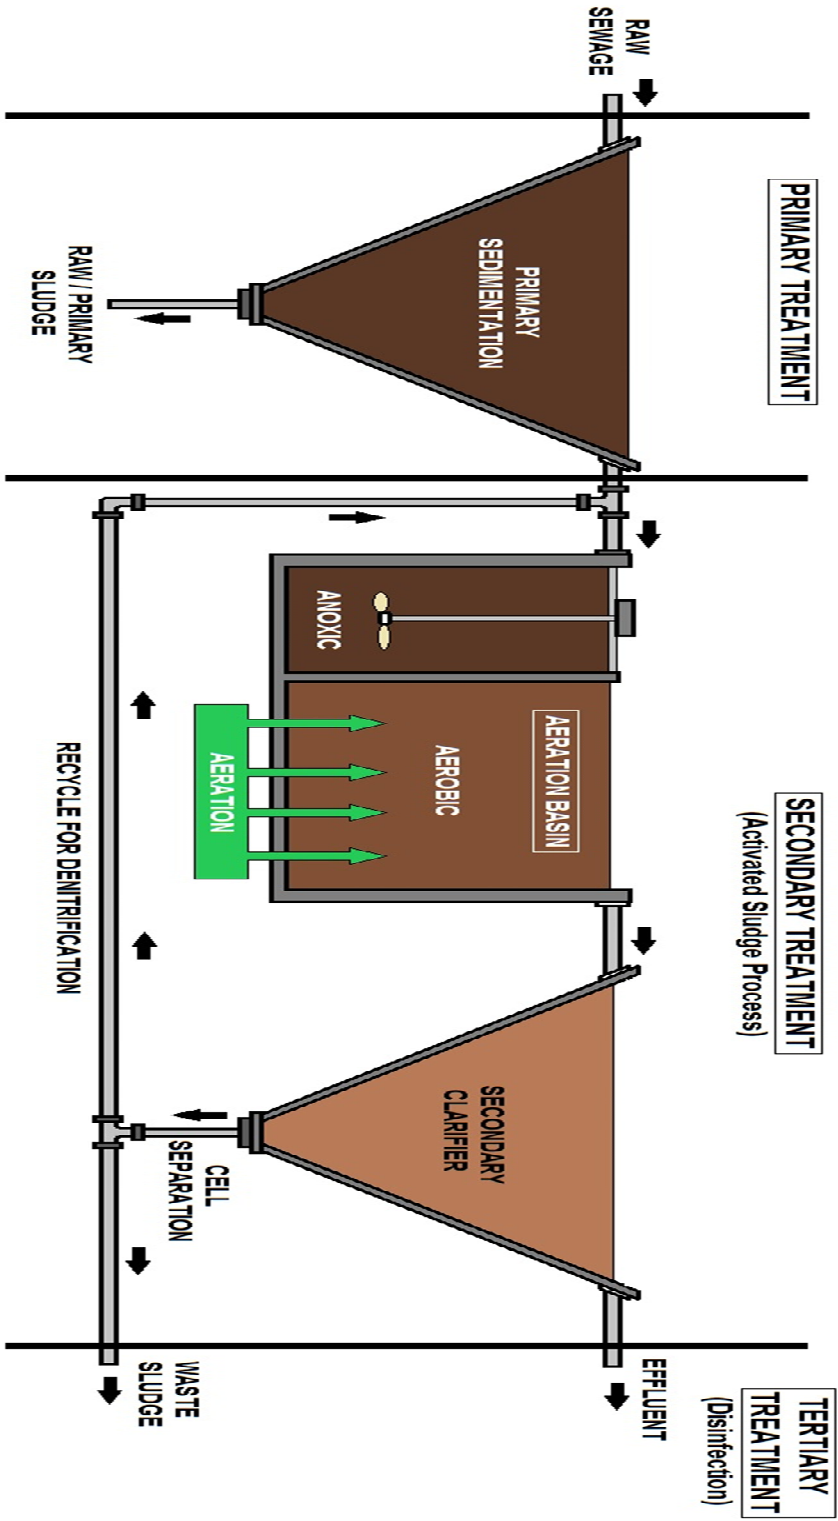 PRIMARY TREATMENT
SECONDARY TREATMENT
(Activated Sludge Process)
TERTIARY
TREATMENT
(Disinfection)
RAW
SEWAGE
PRIMARY
SEDIMENTATION
RAW / PRIMARY
SLUDGE
AERATION BASIN
ANOXIC
AEROBIC
AERATION
SECONDARY
CLARIFIER
CELL
SEPARATION
RECYCLE FOR DENITRIFICATION
EFFLUENT
WASTE
SLUDGE